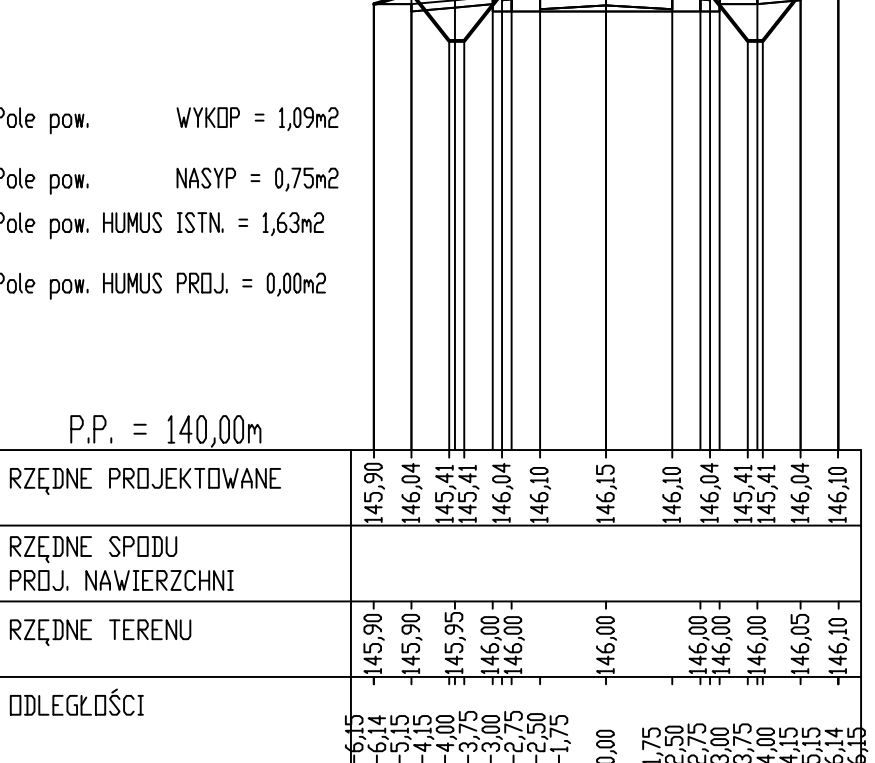 Pole pow. WYKOP = 1,09m2
Pole pow. NASYP = 0,75m2
Pole pow. HUMUS ISTN. = 1,63m2
Pole pow. HUMUS PROJ. = 0,00m2
P.P. = 140,00m
RZĘDNE PROJEKTOWANE 145,90 146,04 145,41 145,41 146,04 146,10 146,15 146,10 146,04 145,41 145,41 146,04 146,10
RZĘDNE SPODU
PROJ. NAWIERZCHNI
RZĘDNE TERENU 145,90 145,90 145,95 146,00 146,00 146,00 146,00 146,00 146,00 146,05 146,10
ODLEGŁOŚCI -6,15 -6,14 -5,15 -4,15 -4,00 -3,75 -3,00 -2,75 -2,50 -1,75 0,00 1,75 2,50 2,75 3,00 3,75 4,00 4,15 5,15 6,14 6,15